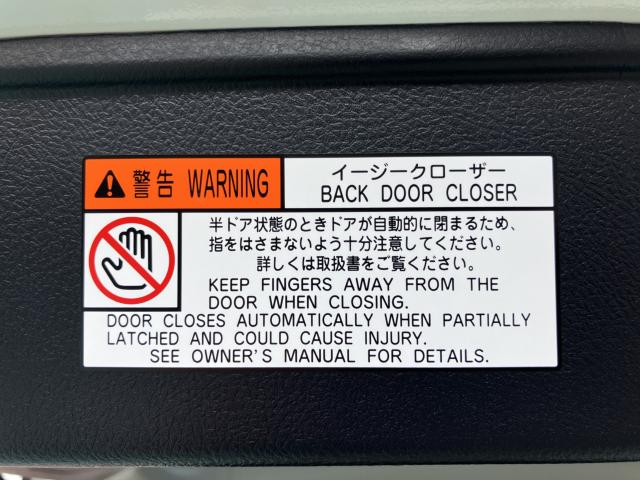 警告 WARNING
イージークローザー
BACK DOOR CLOSER
半ドア状態のときドアが自動的に閉まるため、
指をはさまないよう十分注意してください。
詳しくは取扱書をご覧ください。
KEEP FINGERS AWAY FROM THE
DOOR WHEN CLOSING.
DOOR CLOSES AUTOMATICALLY WHEN PARTIALLY
LATCHED AND COULD CAUSE INJURY.
SEE OWNER'S MANUAL FOR DETAILS.